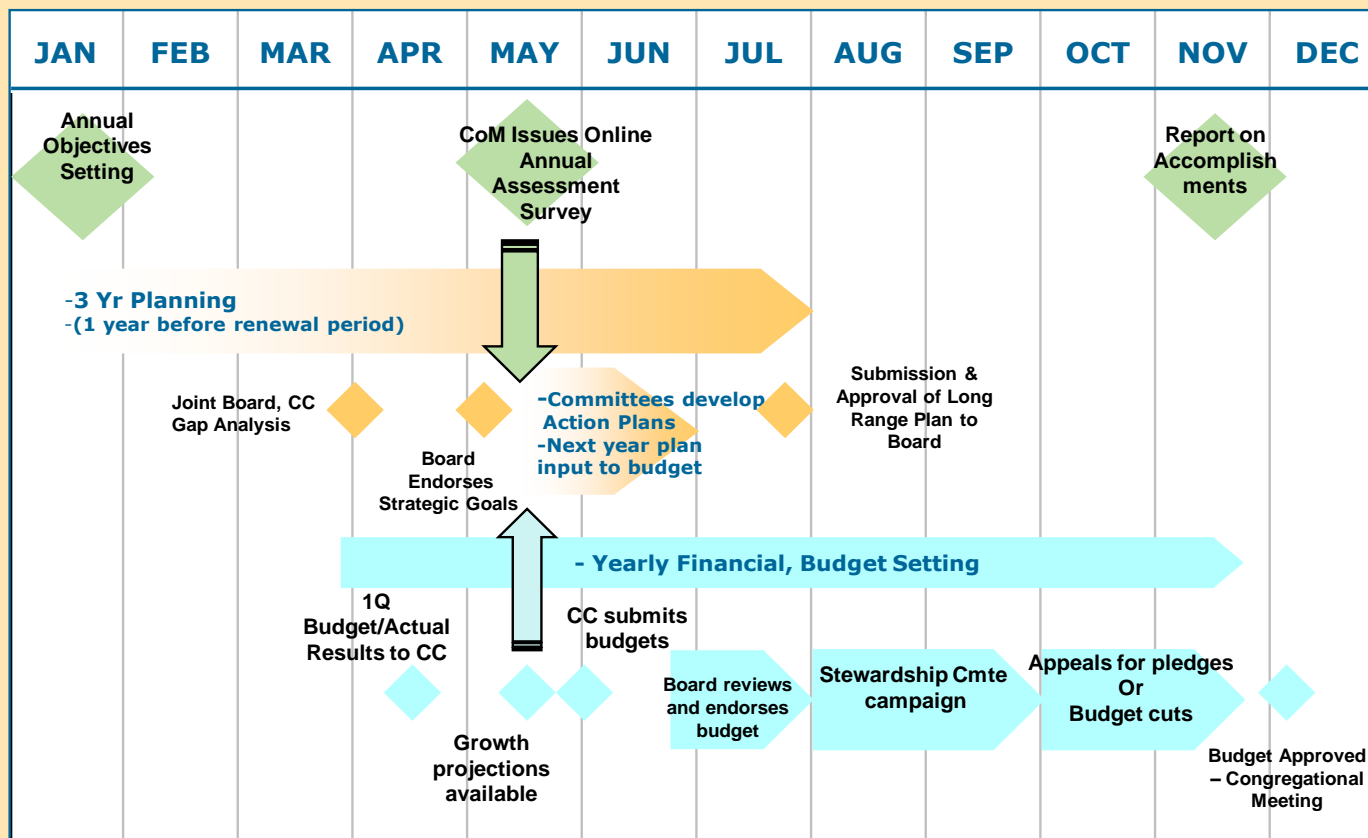 JAN FEB MAR APR MAY JUN JUL AUG SEP OCT NOV DEC
Annual
Objectives
Setting
CoM Issues Online
Annual
Assessment
Survey
Report on
Accomplish
ments
-3 Yr Planning
-(1 year before renewal period)
Joint Board, CC
Gap Analysis
Board
Endorses
Strategic Goals
-Committees develop
Action Plans
-Next year plan
input to budget
Submission &
Approval of Long
Range Plan to
Board
- Yearly Financial, Budget Setting
1Q
Budget/Actual
Results to CC
Growth
projections
available
CC submits
budgets
Board reviews
and endorses
budget
Stewardship Cmte
campaign
Appeals for pledges
Or
Budget cuts
Budget Approved
– Congregational
Meeting